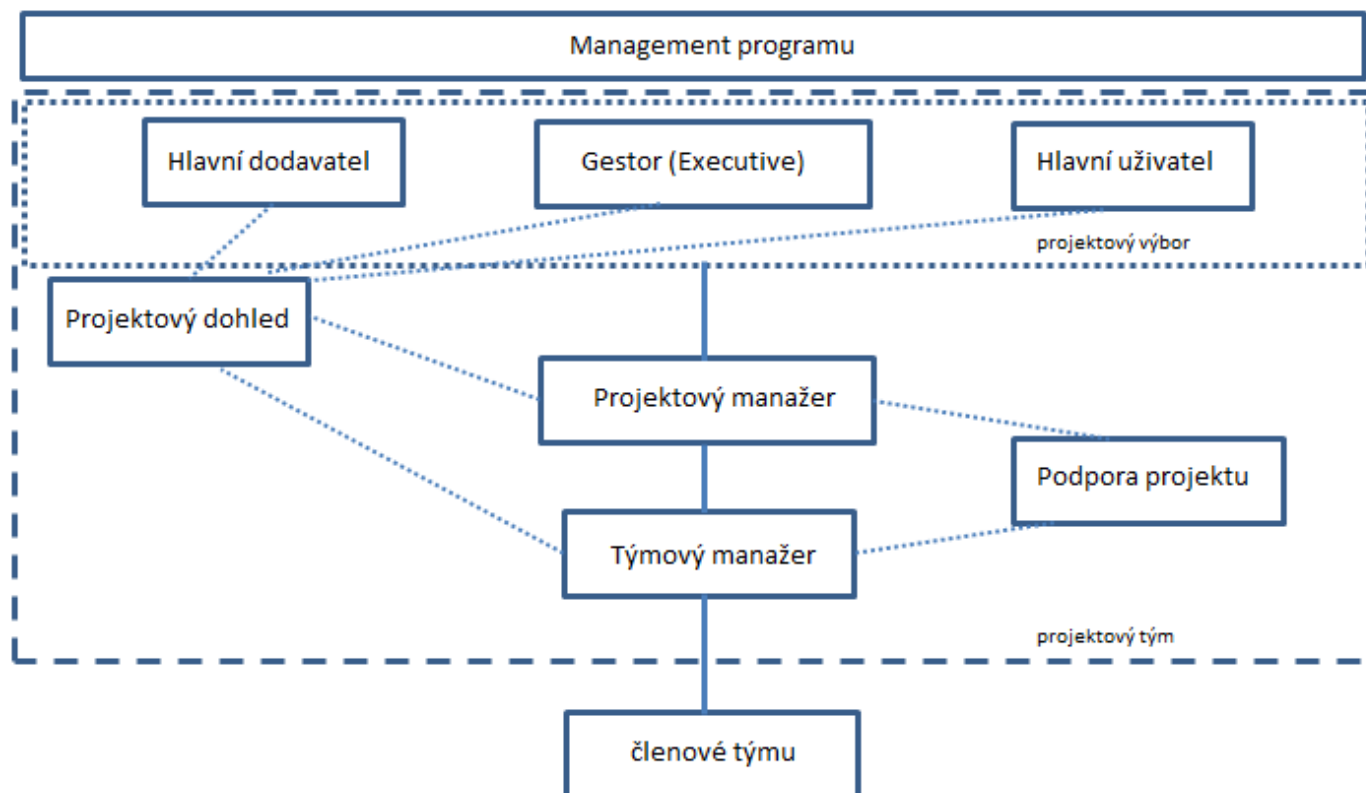 Management programu
Hlavní dodavatel
Gestor (Executive)
Hlavní uživatel
projektový výbor
Projektový dohled
Projektový manažer
Podpora projektu
Týmový manažer
projektový tým
členové týmu